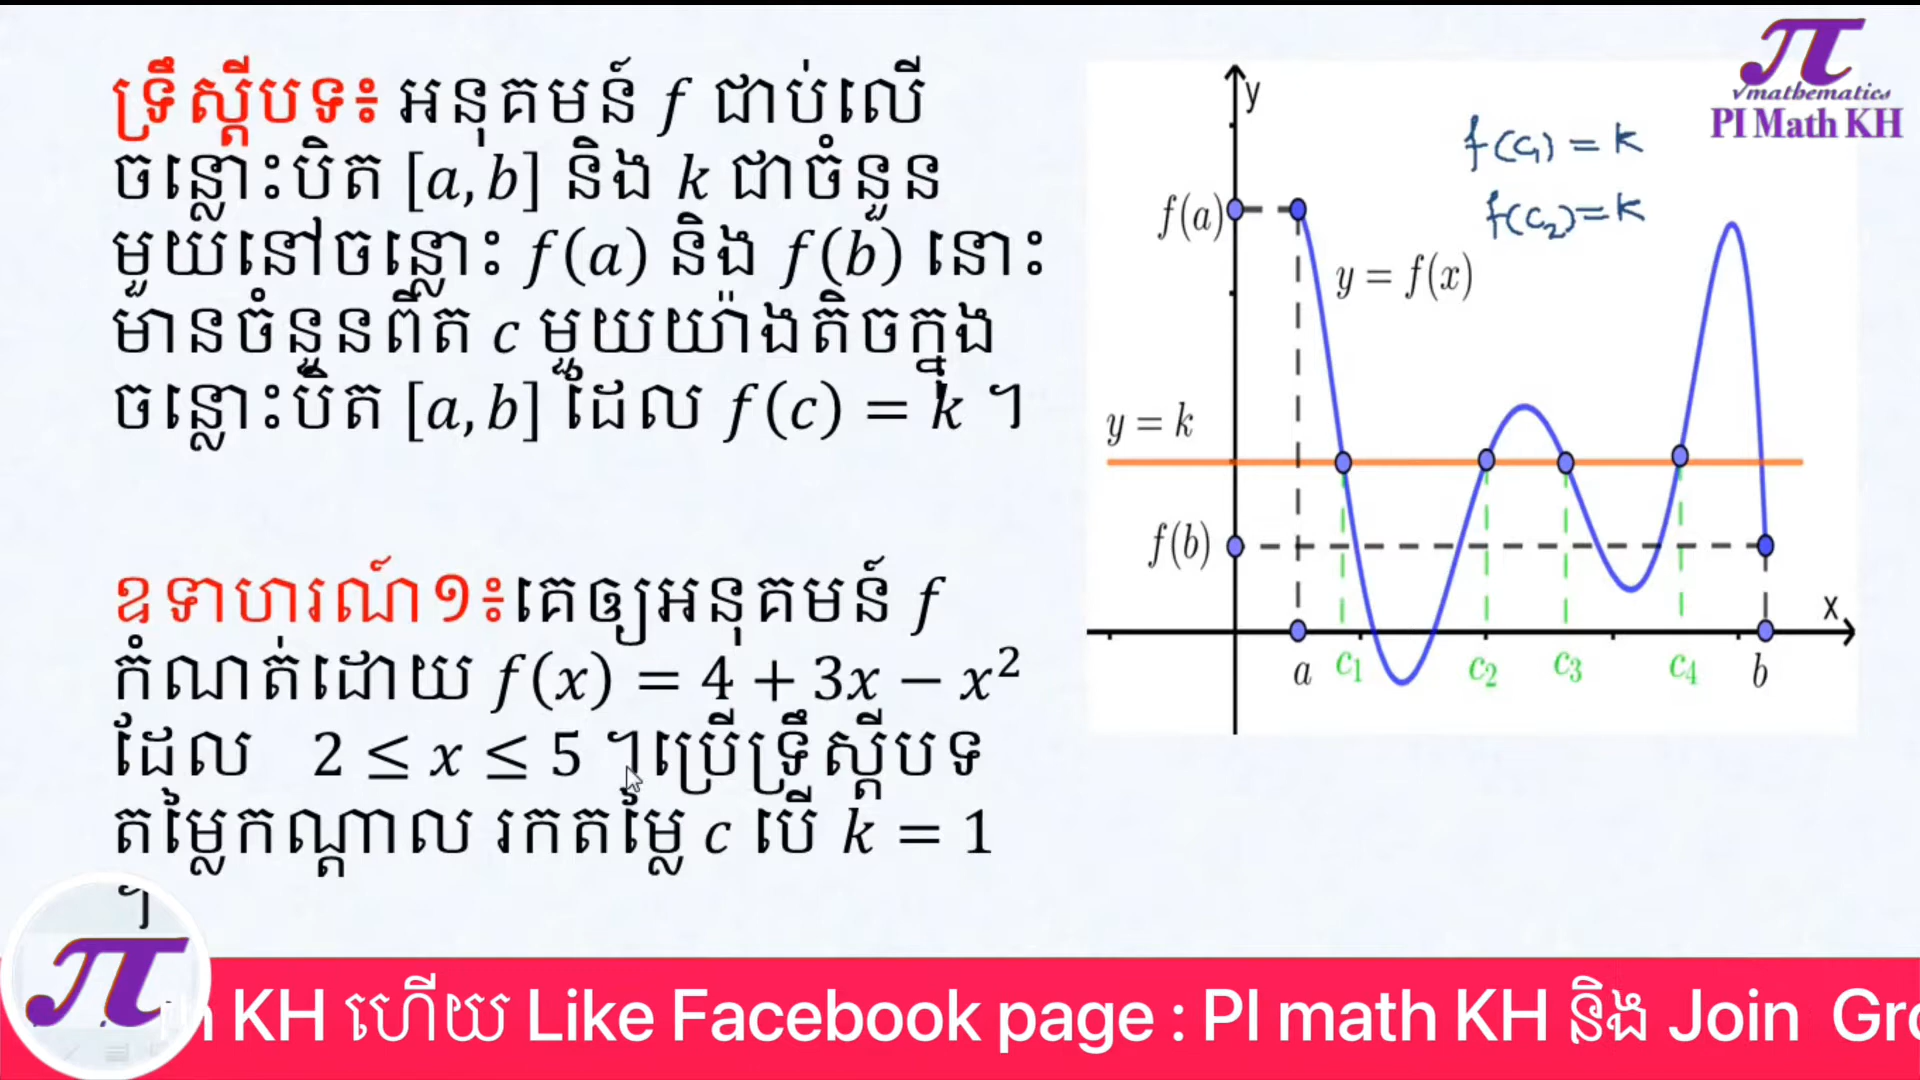 ទ្រឹស្តីបទ៖ អនុគមន៍ f ជាប់លើ
ចន្លោះបិត [a, b] និង k ជាចំនួន
មួយនៅចន្លោះ f(a) និង f(b) នោះ
មានចំនួនពិត c មួយយ៉ាងតិចក្នុង
ចន្លោះបិត [a, b] ដែល f(c) = k ។
ឧទាហរណ៍១៖គេឲ្យអនុគមន៍ f
កំណត់ដោយ f(x) = 4 + 3x − x²
ដែល 2 ≤ x ≤ 5 ។ប្រើទ្រឹស្តីបទ
តម្លៃកណ្តាល រកតម្លៃ c បើ k = 1
។
π
√mathematics
PI Math KH
y
f(c₁) = k
f(c₂) = k
f(a)
y = f(x)
y = k
f(b)
x
a c₁ c₂ c₃ c₄ b
π
KH ហើយ Like Facebook page : PI math KH និង Join